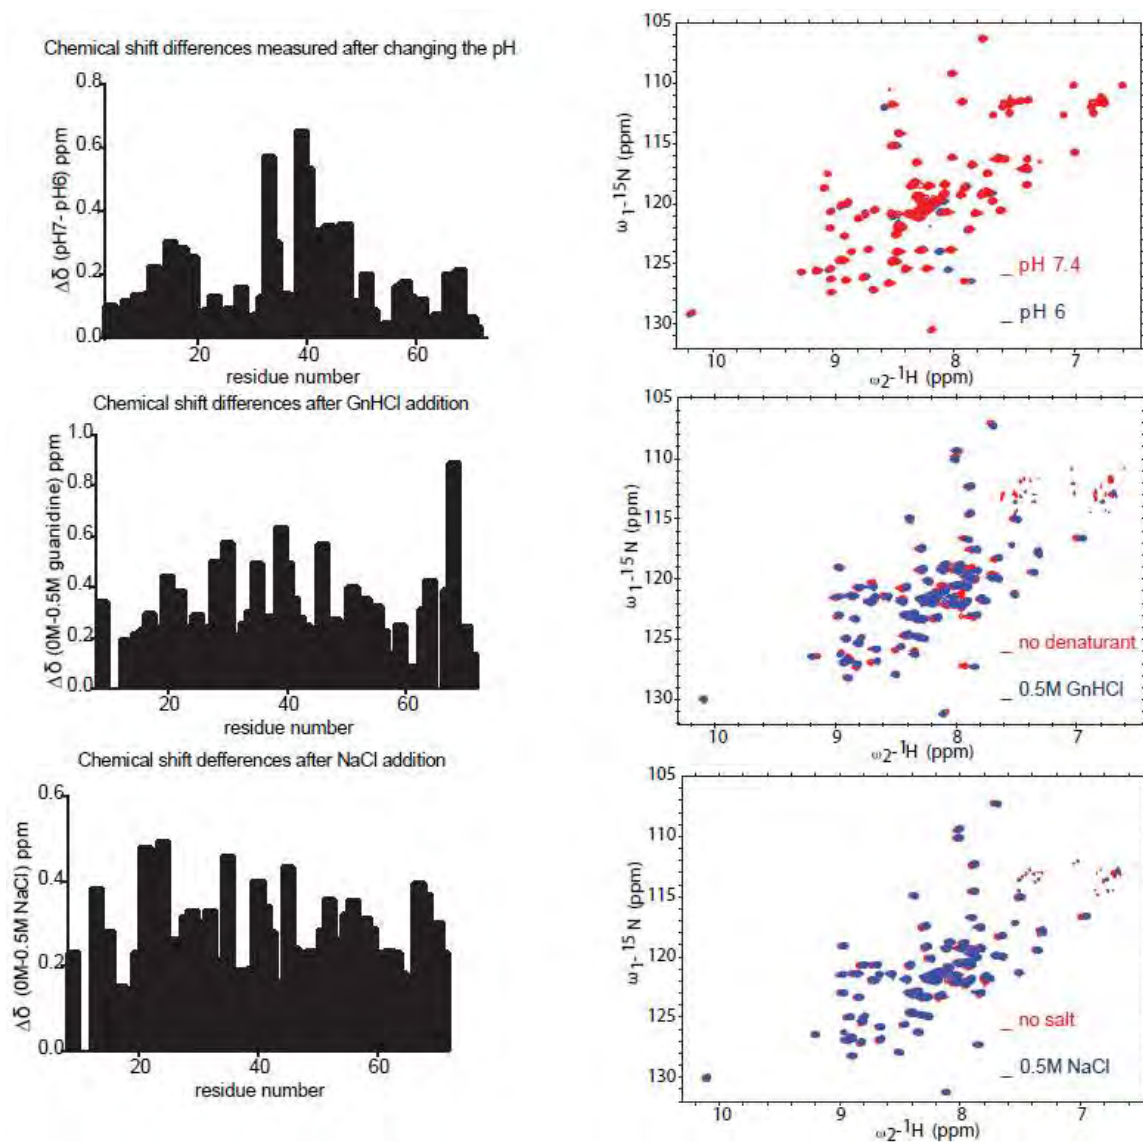 Chemical shift differences measured after changing the pH
Δδ (pH7- pH6) ppm
0.8
0.6
0.4
0.2
0.0
20
40
60
residue number
105
110
115
120
125
130
ω1-15N (ppm)
_ pH 7.4
_ pH 6
10
9
8
7
ω2-1H (ppm)
Chemical shift differences after GnHCl addition
Δδ (0M-0.5M guanidine) ppm
1.0
0.8
0.6
0.4
0.2
0.0
20
40
60
residue number
105
110
115
120
125
130
ω1-15N (ppm)
_ no denaturant
_ 0.5M GnHCl
10
9
8
7
ω2-1H (ppm)
Chemical shift defferences after NaCl addition
Δδ (0M-0.5M NaCl) ppm
0.6
0.4
0.2
0.0
20
40
60
residue number
105
110
115
120
125
130
ω1-15N (ppm)
_ no salt
_ 0.5M NaCl
10
9
8
7
ω2-1H (ppm)